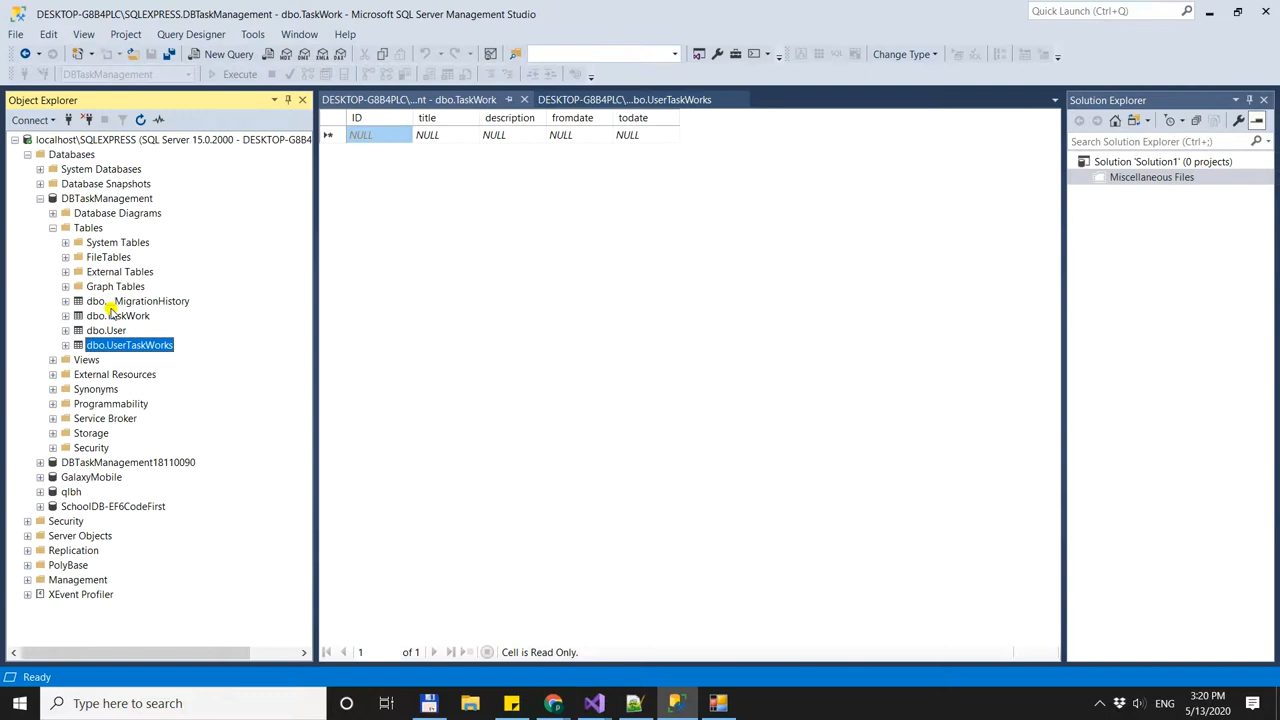 DESKTOP-G8B4PLC\SQLEXPRESS.DBTaskManagement - dbo.TaskWork - Microsoft SQL Server Management Studio
Quick Launch (Ctrl+Q)
File Edit View Project Query Designer Tools Window Help
New Query
MDX DMX XMLA DAX
Change Type
DBTaskManagement
Execute
Object Explorer
Connect
localhost\SQLEXPRESS (SQL Server 15.0.2000 - DESKTOP-G8B4
Databases
System Databases
Database Snapshots
DBTaskManagement
Database Diagrams
Tables
System Tables
FileTables
External Tables
Graph Tables
dbo.__MigrationHistory
dbo.TaskWork
dbo.User
dbo.UserTaskWorks
Views
External Resources
Synonyms
Programmability
Service Broker
Storage
Security
DBTaskManagement18110090
GalaxyMobile
qlbh
SchoolDB-EF6CodeFirst
Security
Server Objects
Replication
PolyBase
Management
XEvent Profiler
DESKTOP-G8B4PLC\...nt - dbo.TaskWork
DESKTOP-G8B4PLC\...bo.UserTaskWorks
ID title description fromdate todate
NULL NULL NULL NULL NULL
1 of 1 Cell is Read Only.
Solution Explorer
Search Solution Explorer (Ctrl+;)
Solution 'Solution1' (0 projects)
Miscellaneous Files
Ready
Type here to search
ENG
3:20 PM
5/13/2020